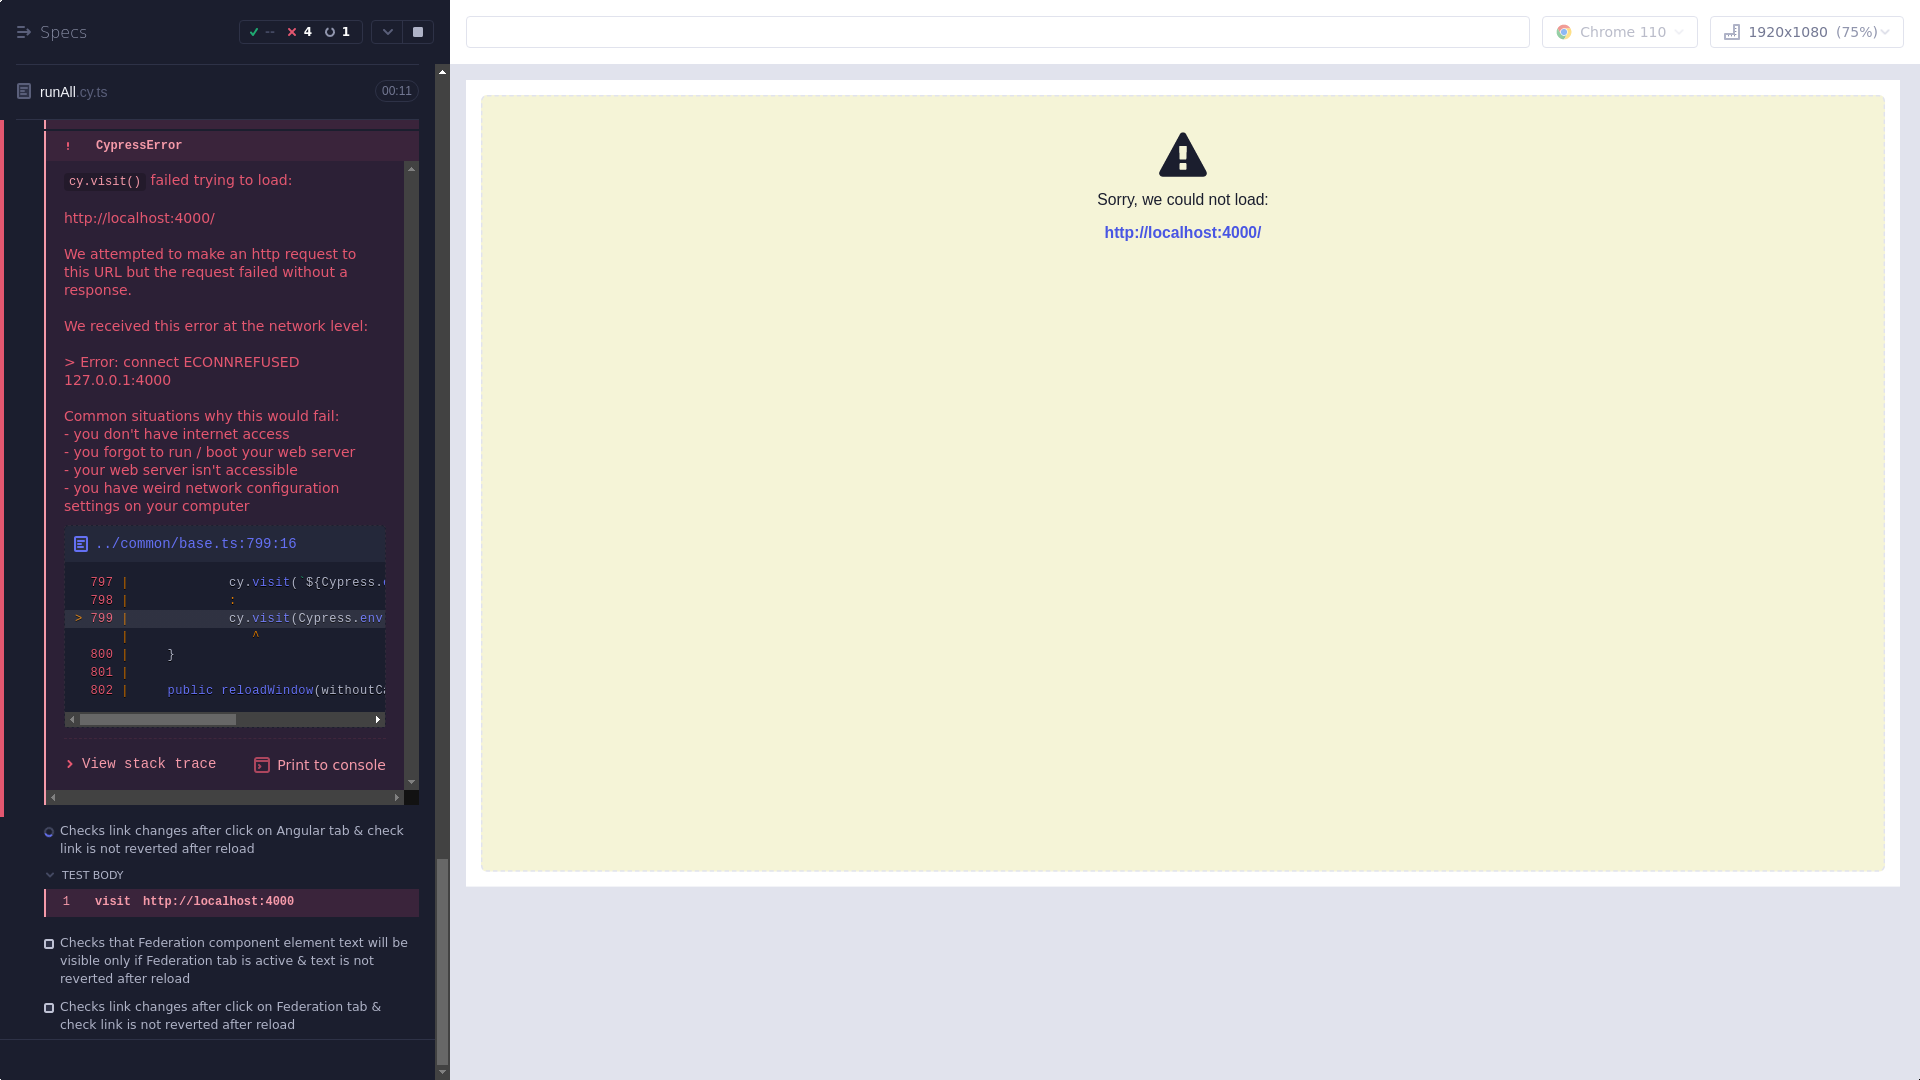 Specs
-- 4 1
runAll.cy.ts 00:11
! CypressError
cy.visit() failed trying to load:
http://localhost:4000/
We attempted to make an http request to
this URL but the request failed without a
response.
We received this error at the network level:
> Error: connect ECONNREFUSED
127.0.0.1:4000
Common situations why this would fail:
- you don't have internet access
- you forgot to run / boot your web server
- your web server isn't accessible
- you have weird network configuration
settings on your computer
../common/base.ts:799:16
797 | cy.visit(`${Cypress.
798 | :
> 799 | cy.visit(Cypress.env
| ^
800 | }
801 |
802 | public reloadWindow(withoutCa
View stack trace Print to console
Checks link changes after click on Angular tab & check
link is not reverted after reload
TEST BODY
1 visit http://localhost:4000
Checks that Federation component element text will be
visible only if Federation tab is active & text is not
reverted after reload
Checks link changes after click on Federation tab &
check link is not reverted after reload
Chrome 110
1920x1080 (75%)
Sorry, we could not load:
http://localhost:4000/